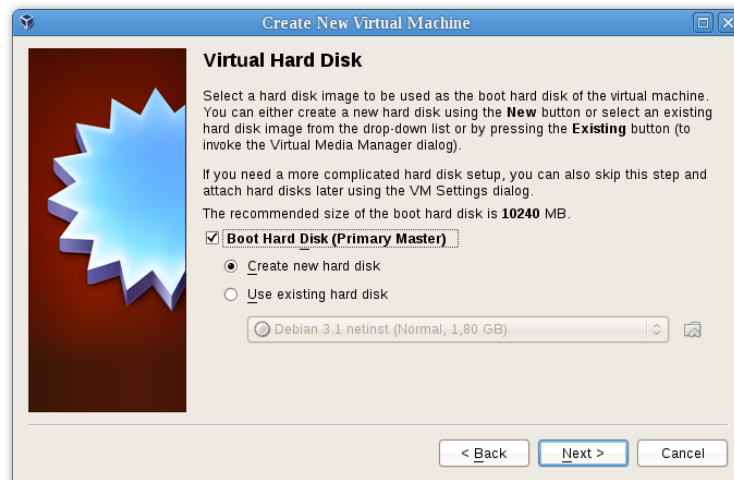 Create New Virtual Machine
Virtual Hard Disk
Select a hard disk image to be used as the boot hard disk of the virtual machine.
You can either create a new hard disk using the New button or select an existing
hard disk image from the drop-down list or by pressing the Existing button (to
invoke the Virtual Media Manager dialog).
If you need a more complicated hard disk setup, you can also skip this step and
attach hard disks later using the VM Settings dialog.
The recommended size of the boot hard disk is 10240 MB.
Boot Hard Disk (Primary Master)
Create new hard disk
Use existing hard disk
Debian 3.1 netinst (Normal, 1,80 GB)
< Back Next > Cancel